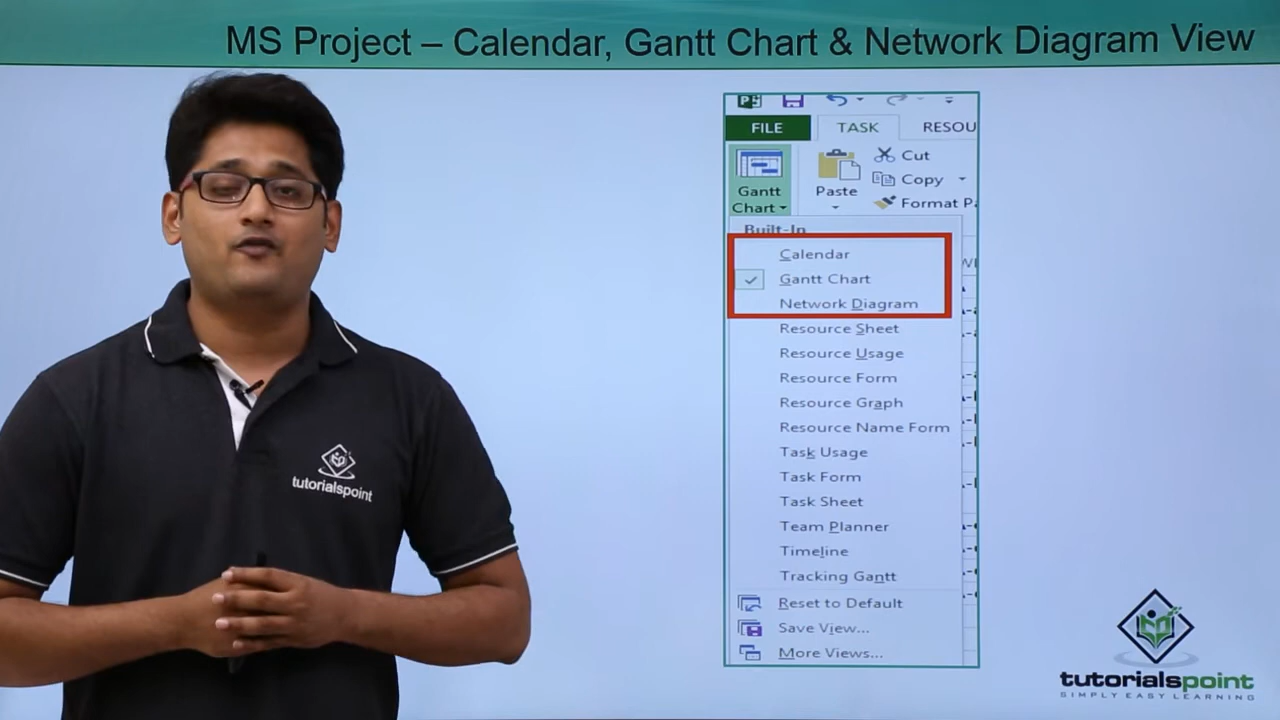 MS Project – Calendar, Gantt Chart & Network Diagram View
FILE
TASK
RESOU
Gantt
Chart
Paste
Cut
Copy
Format Pa
Built-In
Calendar
Gantt Chart
Network Diagram
Resource Sheet
Resource Usage
Resource Form
Resource Graph
Resource Name Form
Task Usage
Task Form
Task Sheet
Team Planner
Timeline
Tracking Gantt
Reset to Default
Save View...
More Views...
tutorialspoint
tutorialspoint
SIMPLY EASY LEARNING